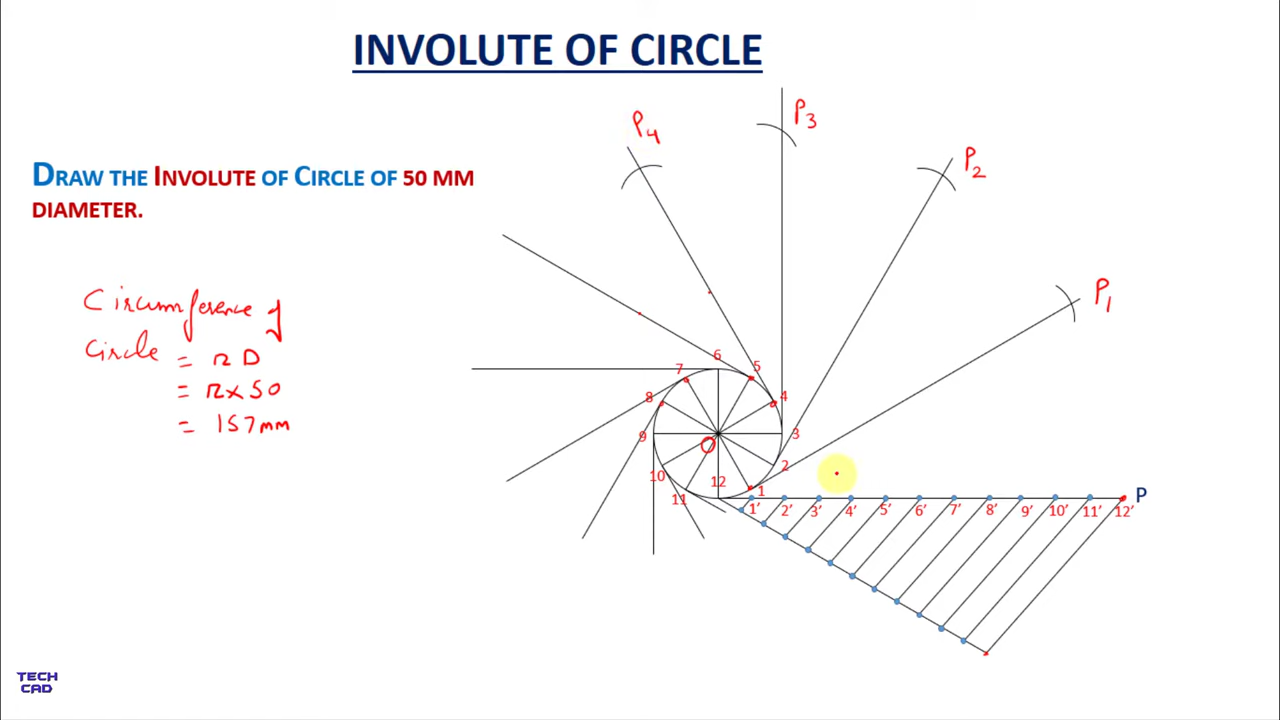 INVOLUTE OF CIRCLE
DRAW THE INVOLUTE OF CIRCLE OF 50 MM
DIAMETER.
Circumference of
circle = πD
= π×50
= 157mm
P4
P3
P2
P1
6
7
5
8
4
9
O
3
10
12
2
11
1
P
1′ 2′ 3′ 4′ 5′ 6′ 7′ 8′ 9′ 10′ 11′ 12′
TECH
CAD